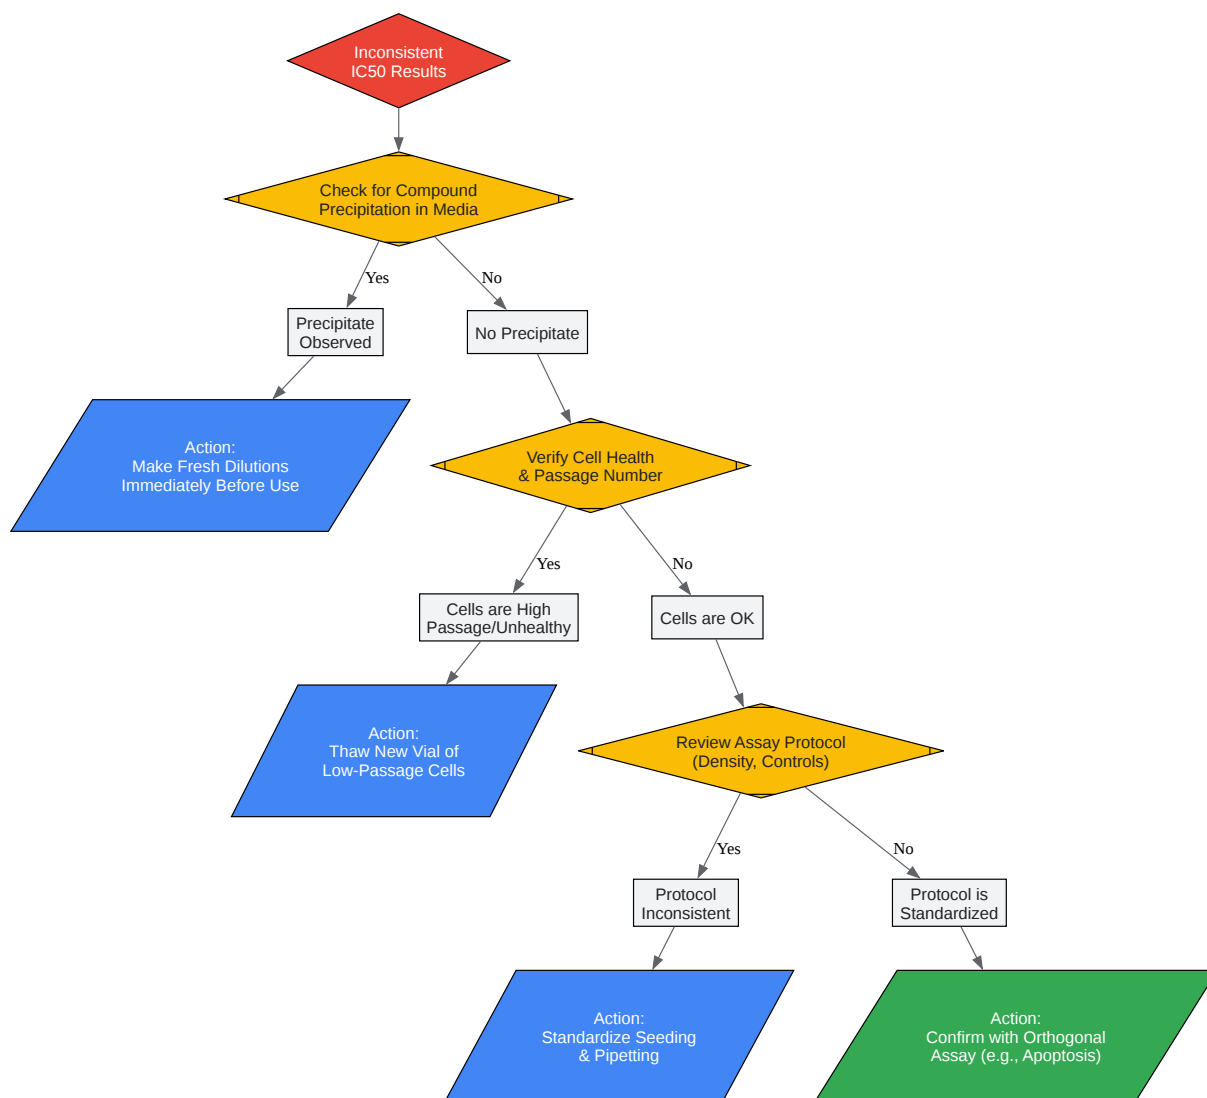 Inconsistent
IC50 Results
Check for Compound
Precipitation in Media
Yes
No
Precipitate
Observed
No Precipitate
Action:
Make Fresh Dilutions
Immediately Before Use
Verify Cell Health
& Passage Number
Yes
No
Cells are High
Passage/Unhealthy
Cells are OK
Action:
Thaw New Vial of
Low-Passage Cells
Review Assay Protocol
(Density, Controls)
Yes
No
Protocol
Inconsistent
Protocol is
Standardized
Action:
Standardize Seeding
& Pipetting
Action:
Confirm with Orthogonal
Assay (e.g., Apoptosis)